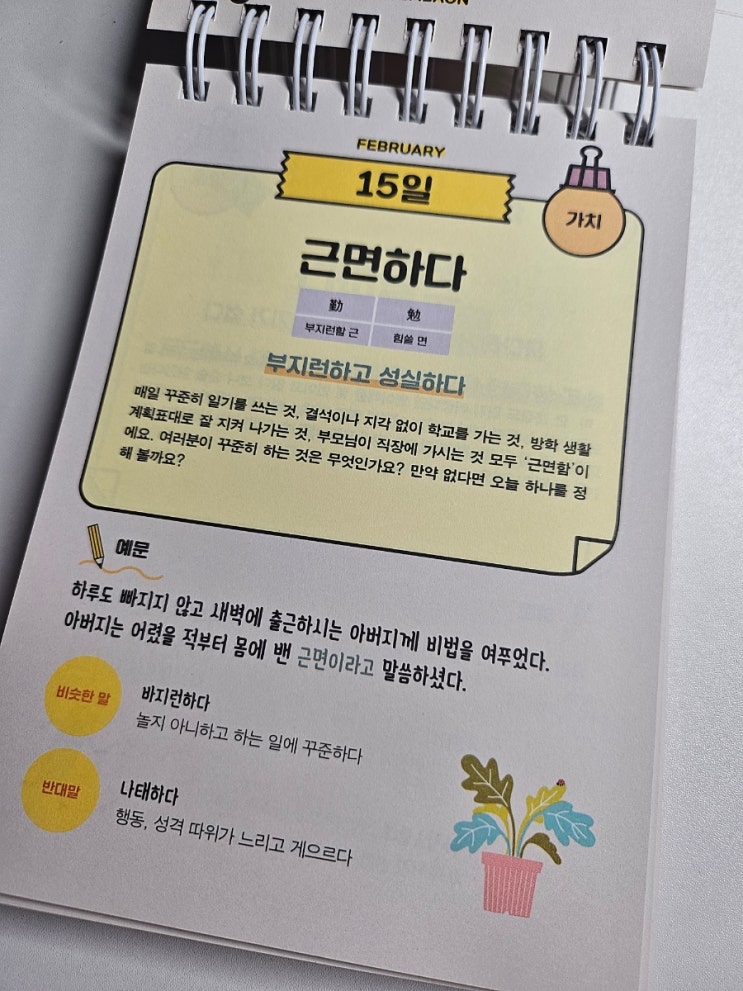 FEBRUARY
15일
가치
근면하다
勤 勉
부지런할 근 힘쓸 면
부지런하고 성실하다
매일 꾸준히 일기를 쓰는 것, 결석이나 지각 없이 학교를 가는 것, 방학 생활
계획표대로 잘 지켜 나가는 것, 부모님이 직장에 가시는 것 모두 '근면함'이
에요. 여러분이 꾸준히 하는 것은 무엇인가요? 만약 없다면 오늘 하나를 정
해 볼까요?
예문
하루도 빠지지 않고 새벽에 출근하시는 아버지께 비법을 여쭈었다.
아버지는 어렸을 적부터 몸에 밴 근면이라고 말씀하셨다.
비슷한 말 바지런하다
놀지 아니하고 하는 일에 꾸준하다
반대말 나태하다
행동, 성격 따위가 느리고 게으르다